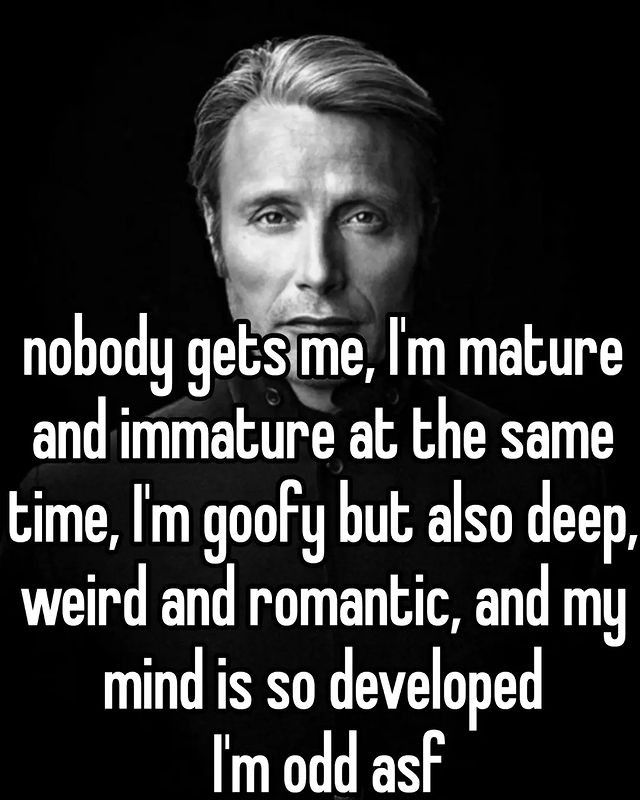 nobody gets me, I'm mature
and immature at the same
time, I'm goofy but also deep,
weird and romantic, and my
mind is so developed
I'm odd asf